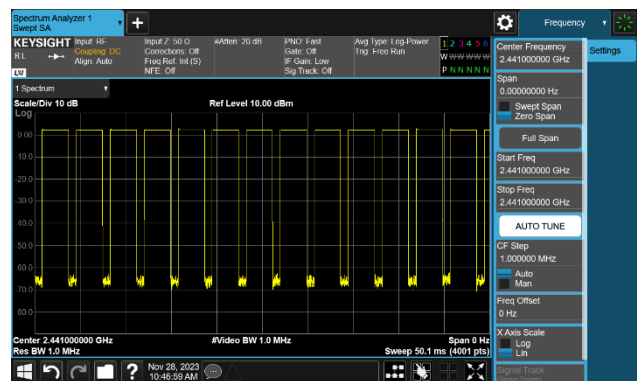 Spectrum Analyzer 1
Swept SA
Frequency
KEYSIGHT
Input: RF
Coupling: DC
Align: Auto
RL
LXI
Input Z: 50 Ω
Corrections: Off
Freq Ref: Int (S)
NFE: Off
#Atten: 20 dB
PNO: Fast
Gate: Off
IF Gain: Low
Sig Track: Off
Avg Type: Log-Power
Trig: Free Run
1 2 3 4 5 6
W W W W W W
P N N N N N
1 Spectrum
Scale/Div 10 dB
Ref Level 10.00 dBm
Log
0.00
-10.0
-20.0
-30.0
-40.0
-50.0
-60.0
-70.0
-80.0
Center 2.441000000 GHz
#Video BW 1.0 MHz
Span 0 Hz
Res BW 1.0 MHz
Sweep 50.1 ms (4001 pts)
Nov 28, 2023
10:46:59 AM
Center Frequency
2.441000000 GHz
Settings
Span
0.00000000 Hz
Swept Span
Zero Span
Full Span
Start Freq
2.441000000 GHz
Stop Freq
2.441000000 GHz
AUTO TUNE
CF Step
1.000000 MHz
Auto
Man
Freq Offset
0 Hz
X Axis Scale
Log
Lin
Signal Track
(Span Zoom)